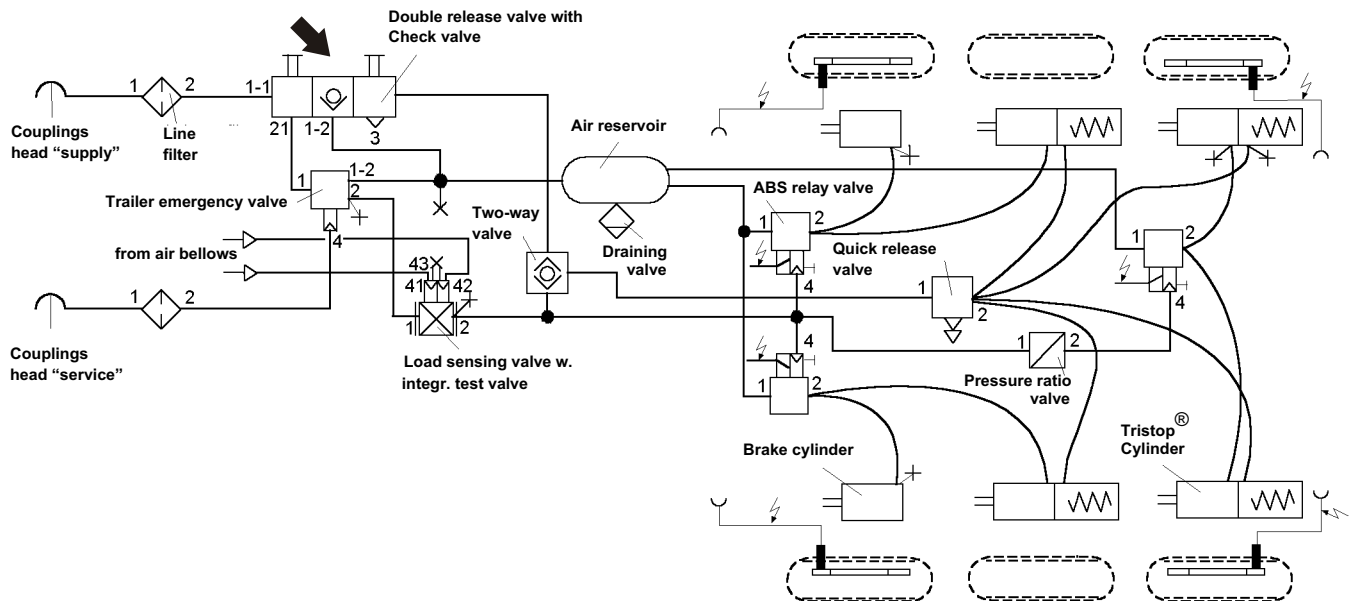 Double release valve with
Check valve
1 2 1-1
21 1-2 3
Couplings
head “supply”
Line
filter
Air reservoir
1 1-2
2
Trailer emergency valve
4
ABS relay valve
1 2
Two-way
valve
Draining
valve
Quick release
valve
1 2
from air bellows
43
41 42
4
1
2
4
1 2
Couplings
head “service”
1 2
Load sensing valve w.
integr. test valve
4
1 2
1 2
Pressure ratio
valve
Brake cylinder
Tristop®
Cylinder